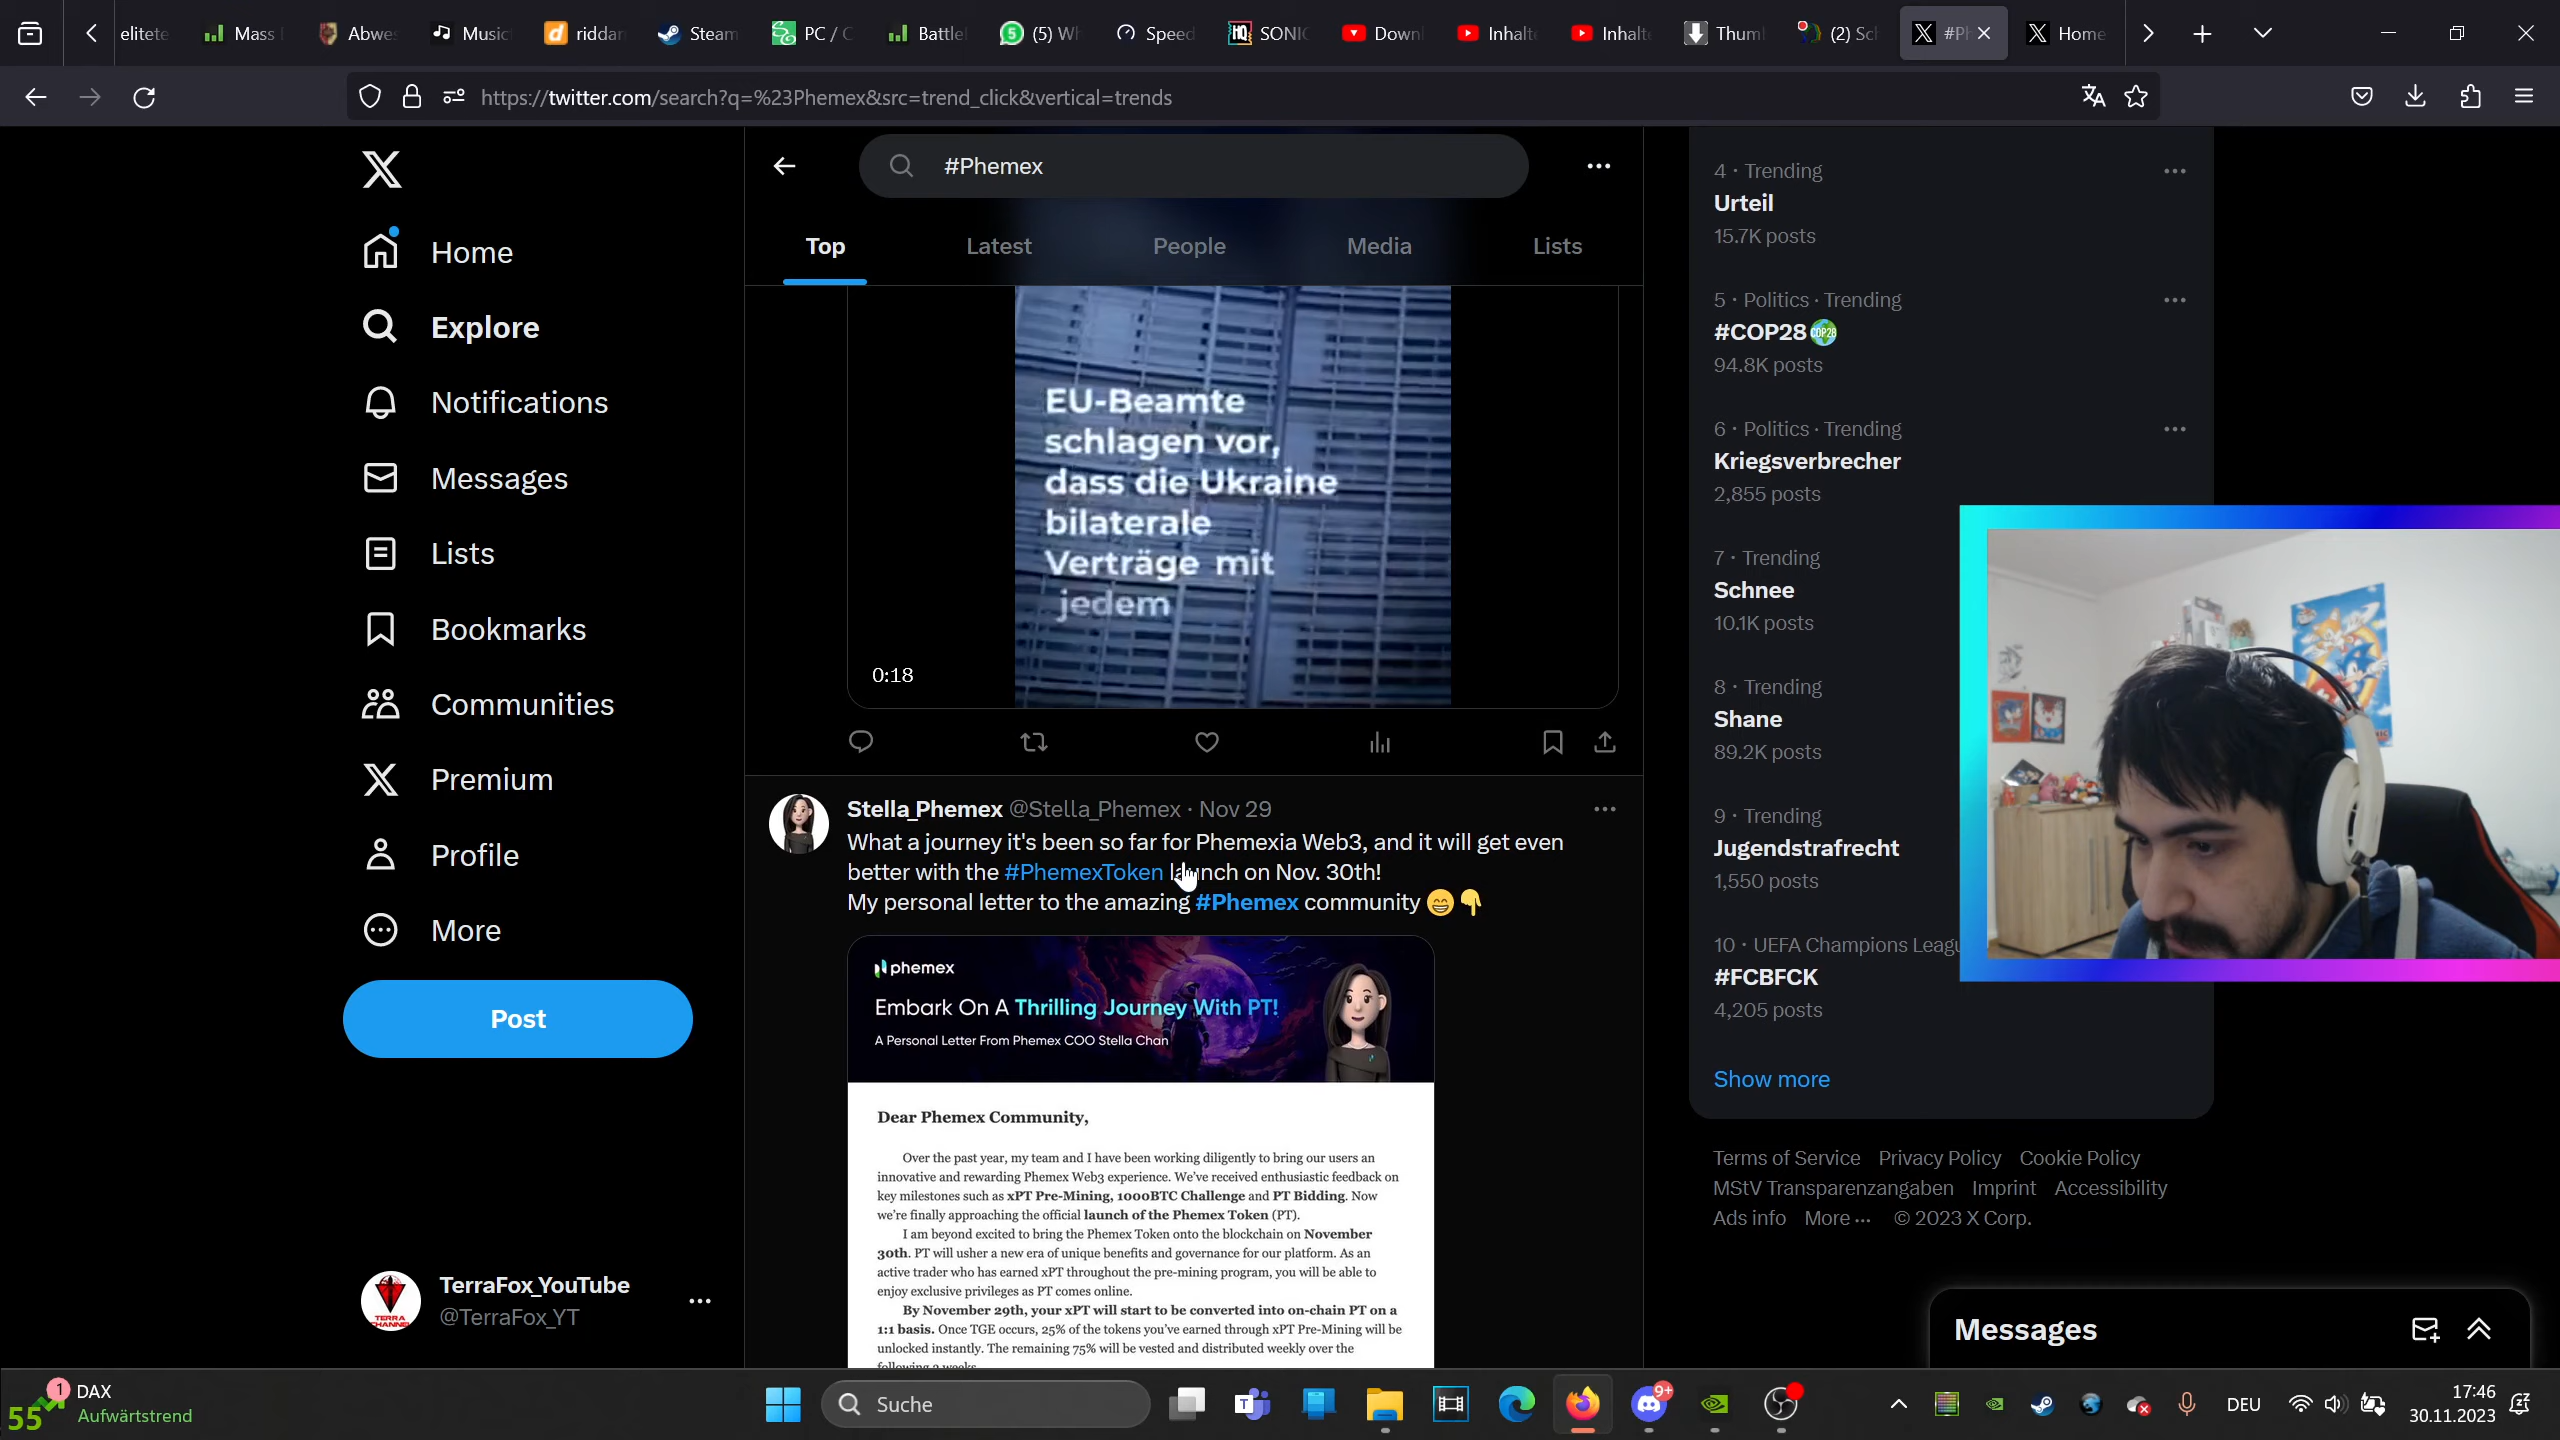 elitete
Mass
Abwes
Music
riddar
Steam
PC / C
Battlef
(5) Wh
Speed
SONIC
Down
Inhalt
Inhalt
Thum
(2) Sc
#Ph
Home
https://twitter.com/search?q=%23Phemex&src=trend_click&vertical=trends
#Phemex
Top
Latest
People
Media
Lists
Home
Explore
Notifications
Messages
Lists
Bookmarks
Communities
Premium
Profile
More
Post
TerraFox_YouTube
@TerraFox_YT
EU-Beamte
schlagen vor,
dass die Ukraine
bilaterale
Verträge mit
jedem
0:18
Stella_Phemex @Stella_Phemex · Nov 29
What a journey it's been so far for Phemexia Web3, and it will get even
better with the #PhemexToken launch on Nov. 30th!
My personal letter to the amazing #Phemex community 😁👇
phemex
Embark On A Thrilling Journey With PT!
A Personal Letter From Phemex COO Stella Chan
Dear Phemex Community,
Over the past year, my team and I have been working diligently to bring our users an
innovative and rewarding Phemex Web3 experience. We've received enthusiastic feedback on
key milestones such as xPT Pre-Mining, 1000BTC Challenge and PT Bidding. Now
we're finally approaching the official launch of the Phemex Token (PT).
I am beyond excited to bring the Phemex Token onto the blockchain on November
30th. PT will usher a new era of unique benefits and governance for our platform. As an
active trader who has earned xPT throughout the pre-mining program, you will be able to
enjoy exclusive privileges as PT comes online.
By November 29th, your xPT will start to be converted into on-chain PT on a
1:1 basis. Once TGE occurs, 25% of the tokens you've earned through xPT Pre-Mining will be
unlocked instantly. The remaining 75% will be vested and distributed weekly over the
4 · Trending
Urteil
15.7K posts
5 · Politics · Trending
#COP28
94.8K posts
6 · Politics · Trending
Kriegsverbrecher
2,855 posts
7 · Trending
Schnee
10.1K posts
8 · Trending
Shane
89.2K posts
9 · Trending
Jugendstrafrecht
1,550 posts
10 · UEFA Champions Leagu
#FCBFCK
4,205 posts
Show more
Terms of Service Privacy Policy Cookie Policy
MStV Transparenzangaben Imprint Accessibility
Ads info More ··· © 2023 X Corp.
Messages
1
55
DAX
Aufwärtstrend
Suche
9+
DEU
17:46
30.11.2023